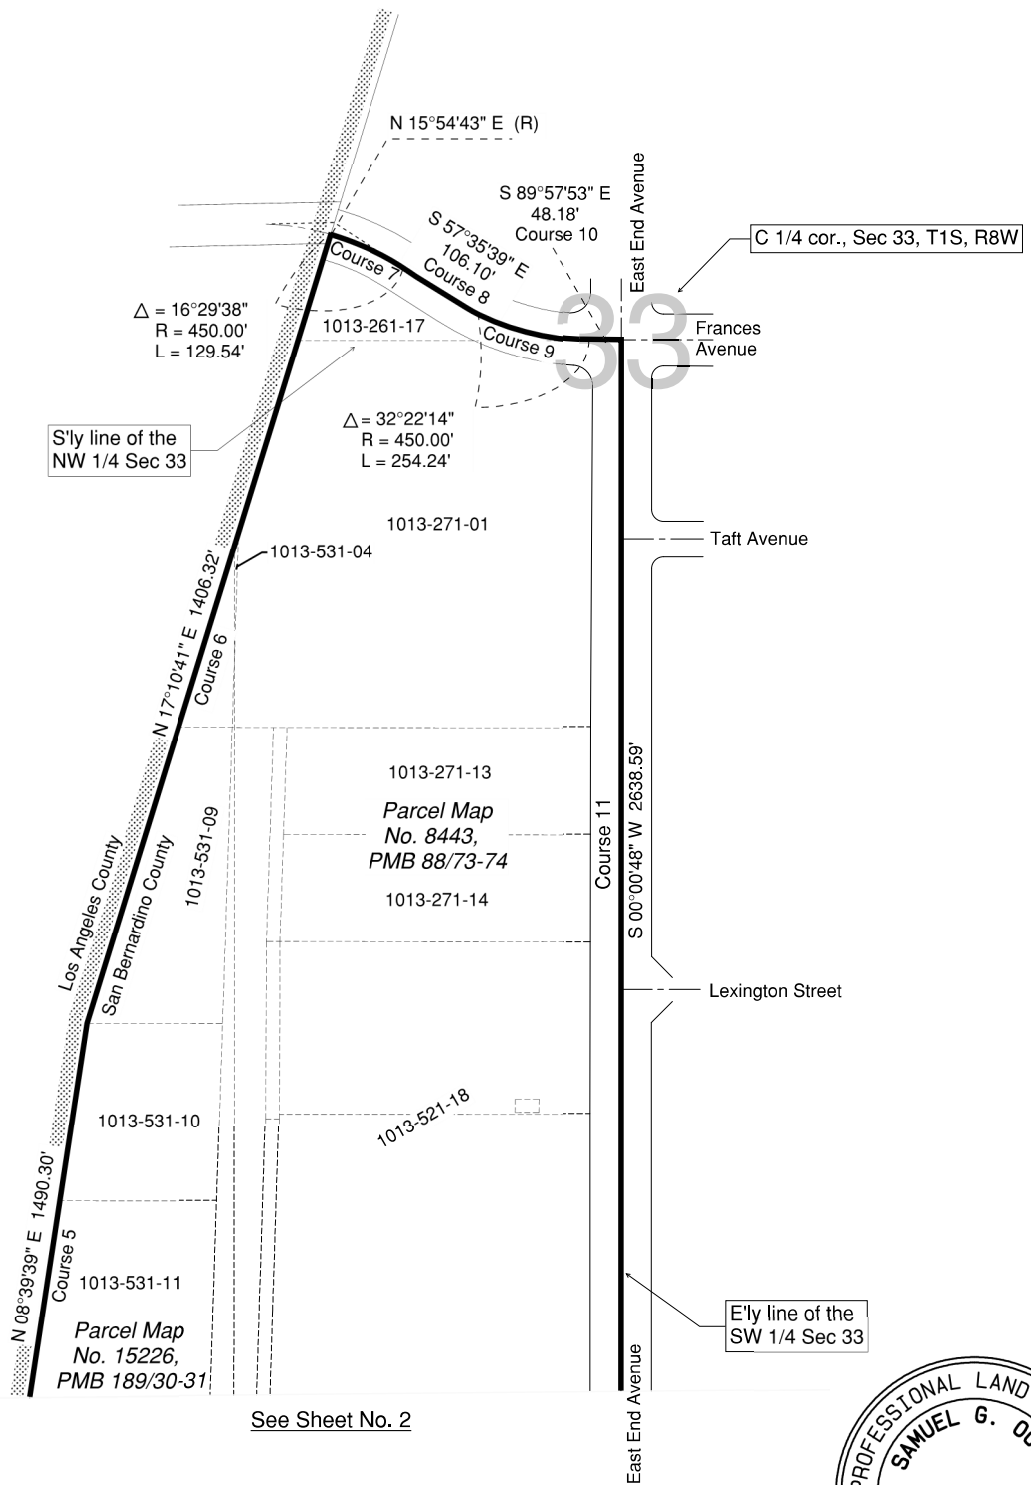 N 15°54'43" E (R)
S 89°57'53" E
48.18'
Course 10
East End Avenue
C 1/4 cor., Sec 33, T1S, R8W
S 57°35'39" E
106.10'
Course 8
Course 7
Δ = 16°29'38"
R = 450.00'
L = 129.54'
1013-261-17
Course 9
33
Frances
Avenue
Δ = 32°22'14"
R = 450.00'
L = 254.24'
S'ly line of the
NW 1/4 Sec 33
1013-271-01
Taft Avenue
1013-531-04
N 17°10'41" E 1406.32'
Course 6
1013-271-13
Parcel Map
No. 8443,
PMB 88/73-74
1013-271-14
1013-531-09
Course 11
S 00°00'48" W 2638.59'
Los Angeles County
San Bernardino County
Lexington Street
1013-531-10
1013-521-18
N 08°39'39" E 1490.30'
Course 5
1013-531-11
Parcel Map
No. 15226,
PMB 189/30-31
E'ly line of the
SW 1/4 Sec 33
East End Avenue
See Sheet No. 2
PROFESSIONAL LAND
SAMUEL G.